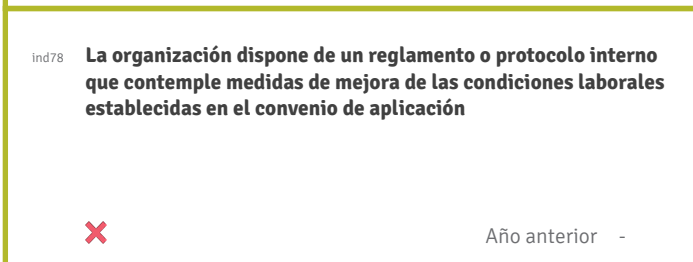 ind78 La organización dispone de un reglamento o protocolo interno
que contemple medidas de mejora de las condiciones laborales
establecidas en el convenio de aplicación
Año anterior -